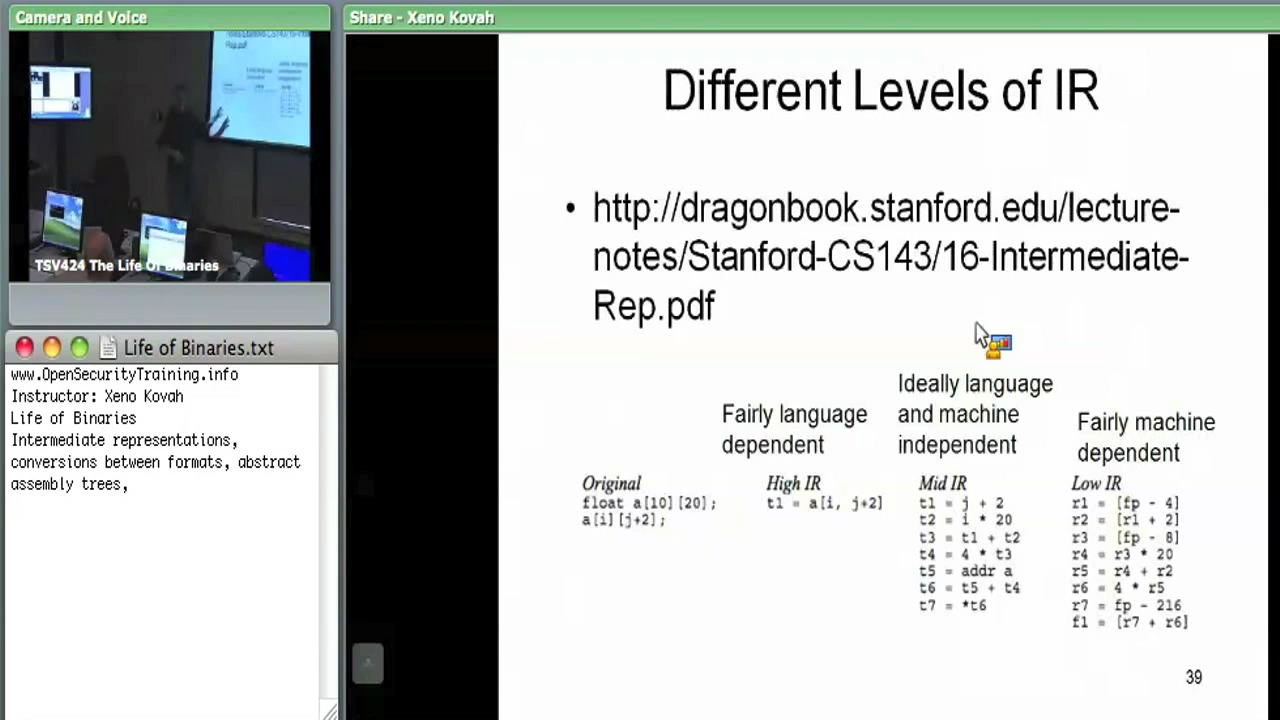 Camera and Voice
TSV424 The Life Of Binaries
Life of Binaries.txt
www.OpenSecurityTraining.info
Instructor: Xeno Kovah
Life of Binaries
Intermediate representations,
conversions between formats, abstract
assembly trees,
Share - Xeno Kovah
Different Levels of IR
• http://dragonbook.stanford.edu/lecture-
notes/Stanford-CS143/16-Intermediate-
Rep.pdf
Fairly language
dependent
Ideally language
and machine
independent
Fairly machine
dependent
Original
float a[10][20];
a[i][j+2];
High IR
t1 = a[i, j+2]
Mid IR
t1 = j + 2
t2 = i * 20
t3 = t1 + t2
t4 = 4 * t3
t5 = addr a
t6 = t5 + t4
t7 = *t6
Low IR
r1 = [fp - 4]
r2 = [r1 + 2]
r3 = [fp - 8]
r4 = r3 * 20
r5 = r4 + r2
r6 = 4 * r5
r7 = fp - 216
f1 = [r7 + r6]
39